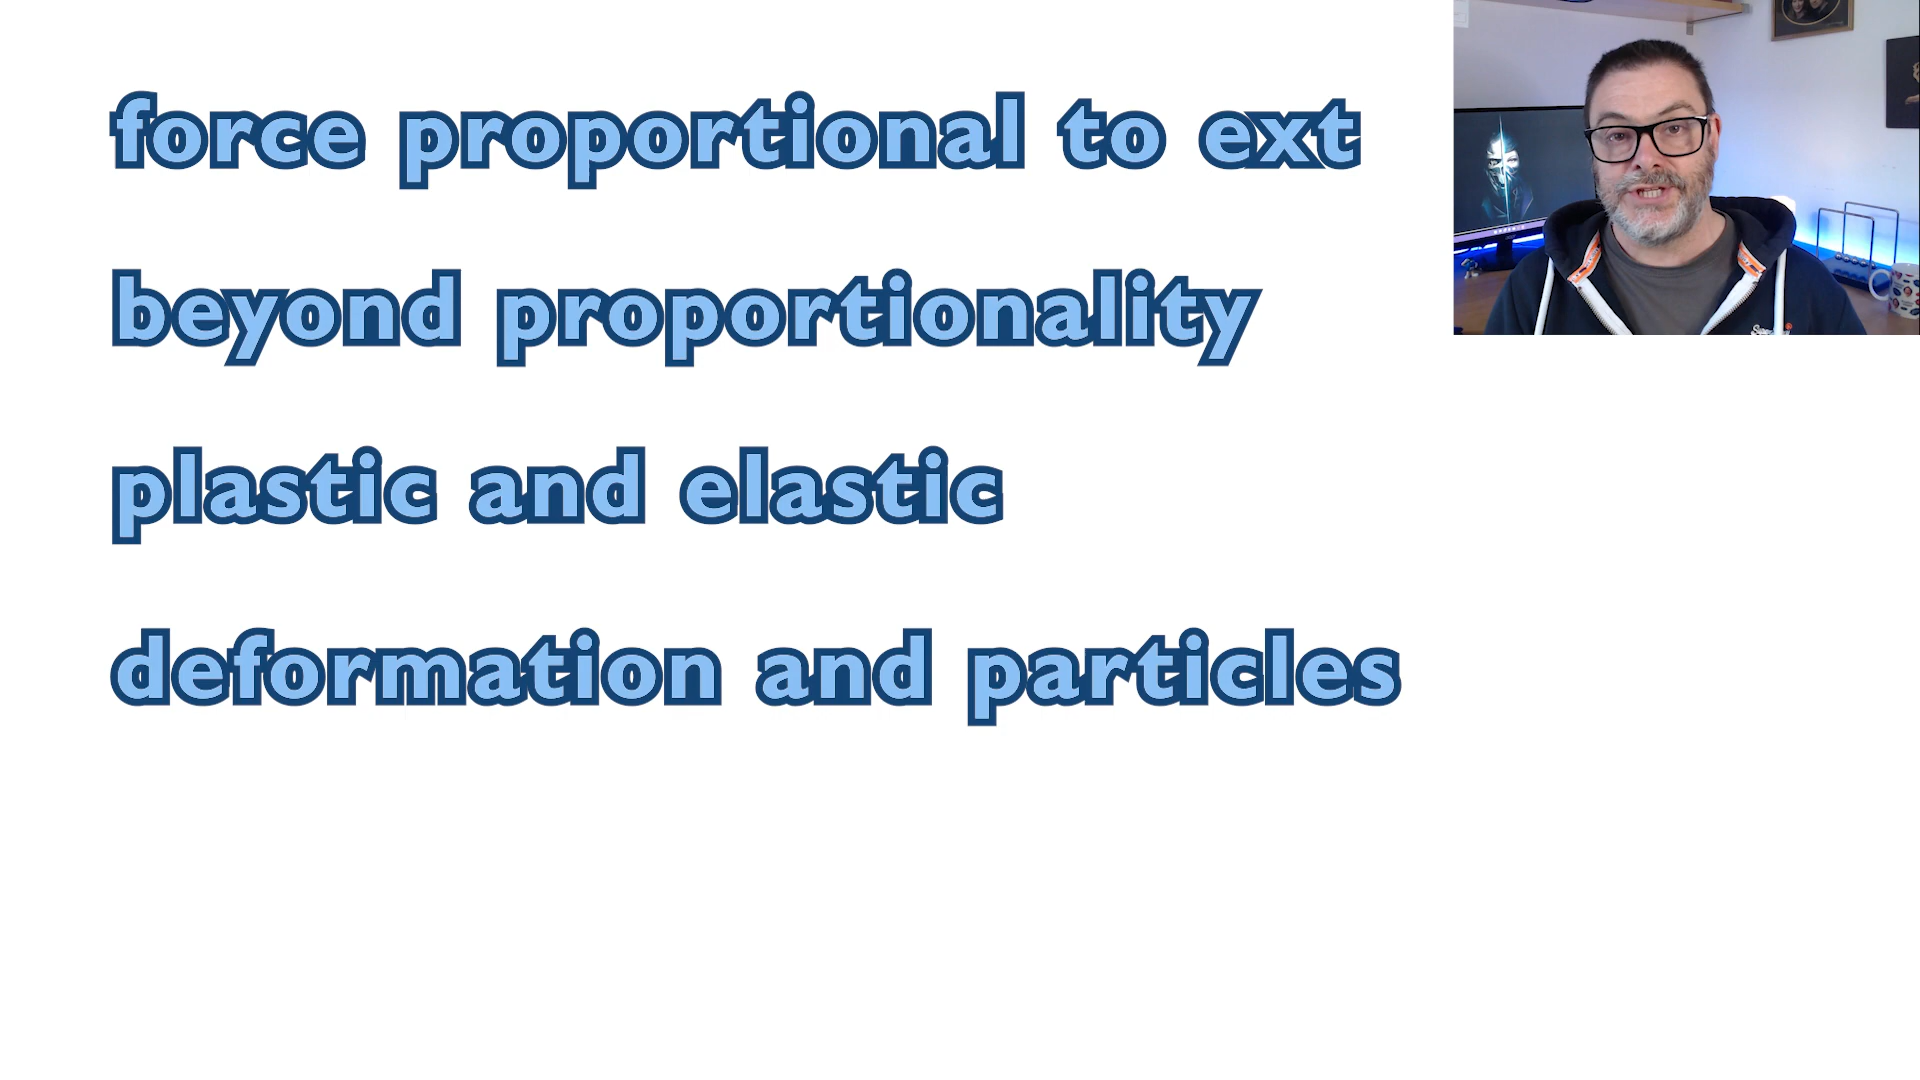 force proportional to ext
beyond proportionality
plastic and elastic
deformation and particles